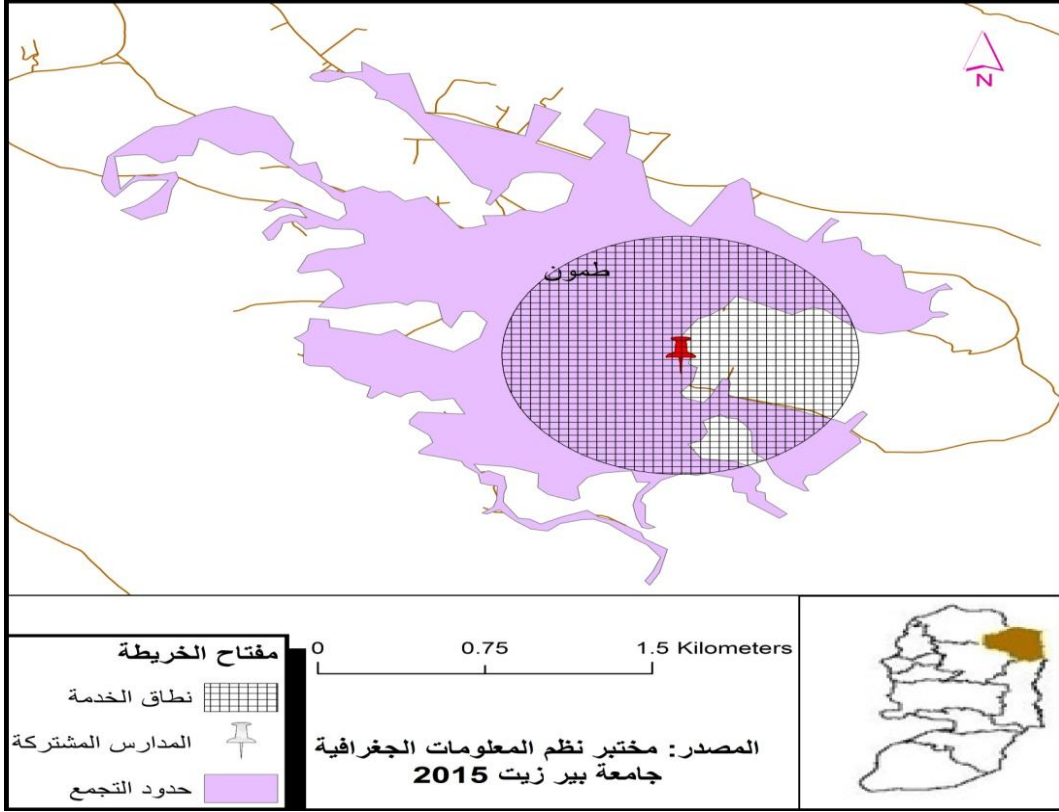 N
طمون
0 0.75 1.5 Kilometers
مفتاح الخريطة
نطاق الخدمة
المدارس المشتركة
حدود التجمع
المصدر: مختبر نظم المعلومات الجغرافية
جامعة بير زيت 2015